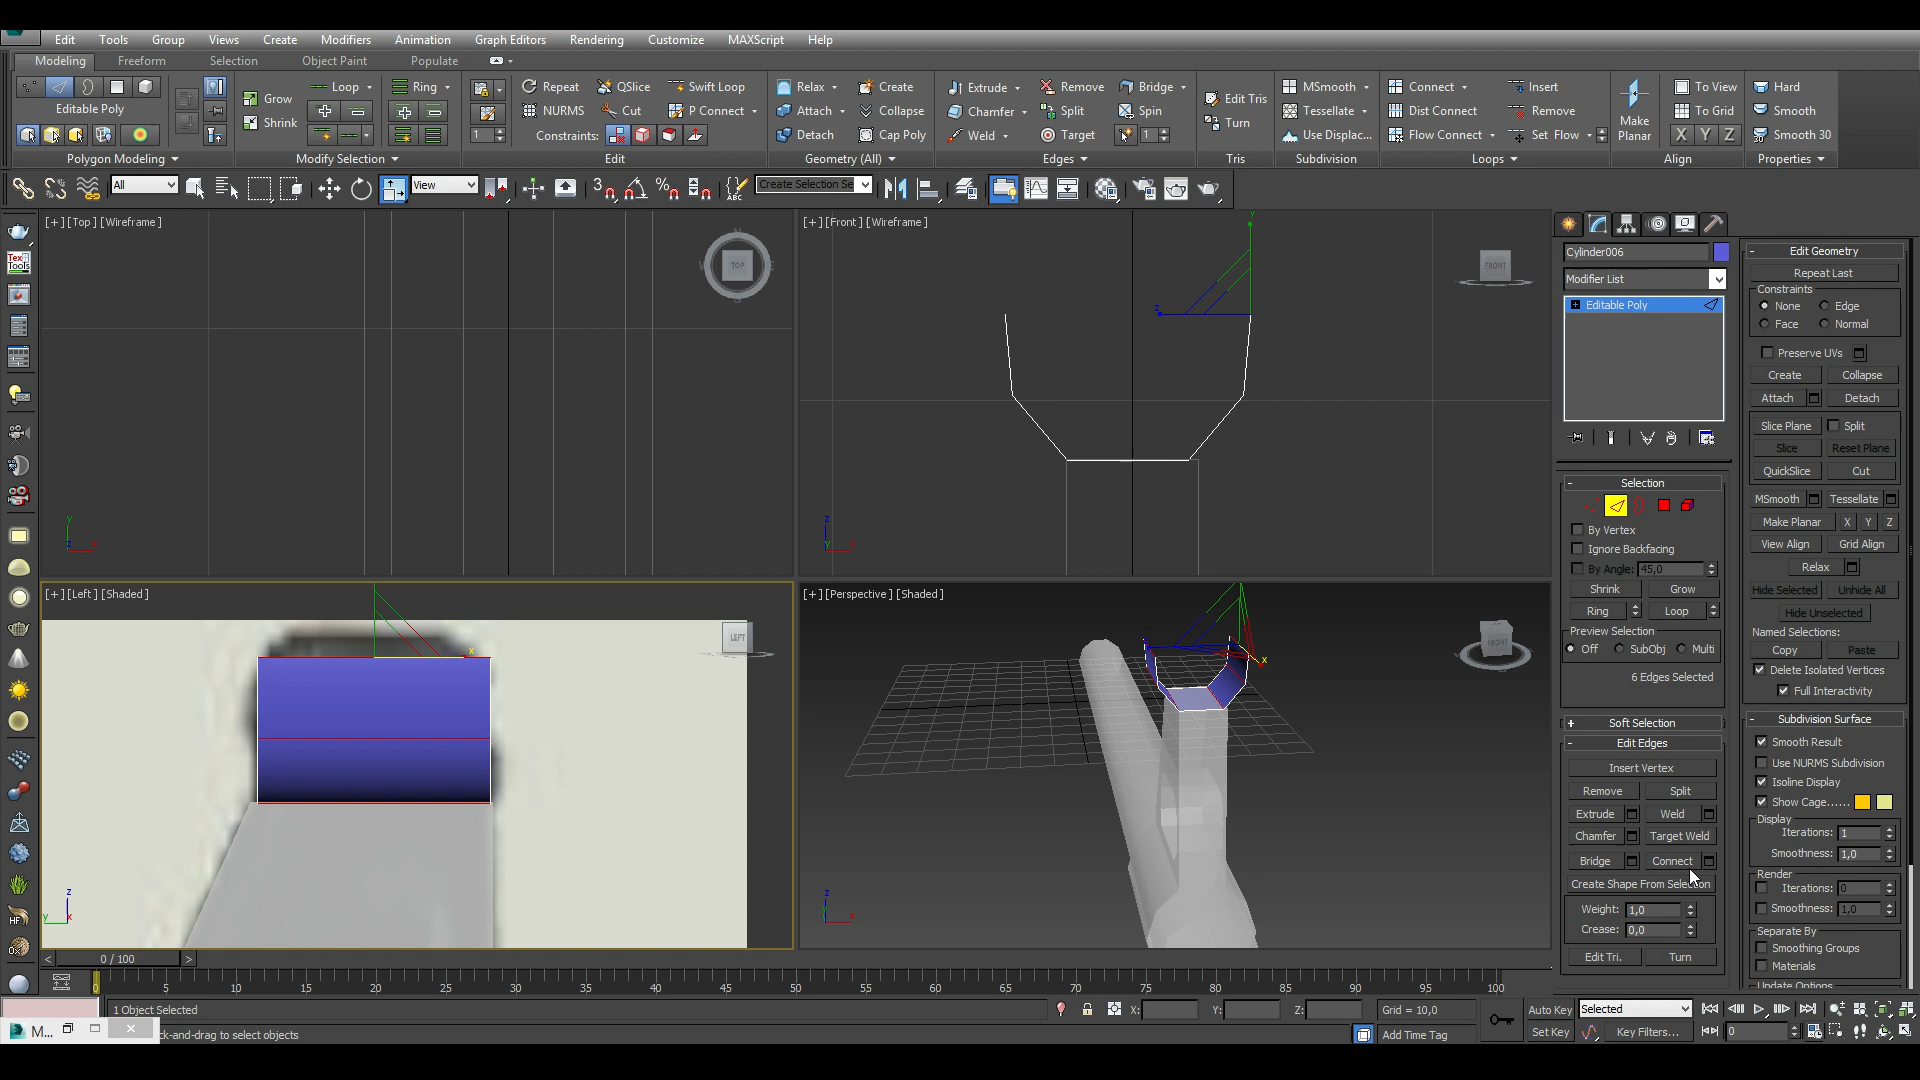 Edit Tools Group Views Create Modifiers Animation Graph Editors Rendering Customize MAXScript Help
Modeling Freeform Selection Object Paint Populate
Loop Ring Repeat QSlice Swift Loop Relax Create Extrude Remove Bridge MSmooth Connect Insert To View Hard
Grow Edit Tris
Editable Poly NURMS Cut P Connect Attach Collapse Chamfer Split Spin Tessellate Dist Connect Remove To Grid Smooth
Shrink Turn Make
1 Constraints: Detach Cap Poly Weld Target 1 Use Displac... Flow Connect Set Flow Planar X Y Z Smooth 30
Polygon Modeling Modify Selection Edit Geometry (All) Edges Tris Subdivision Loops Align Properties
All View 3 % ABC Create Selection Se
[+] [Top] [Wireframe]
TOP
y
[+] [Front] [Wireframe]
FRONT
y
z
z
y
[+] [Left] [Shaded]
LEFT
x
z
y x
[+] [Perspective] [Shaded]
FRONT
x
z
Tex Tools
HF
Cylinder006
Modifier List
Editable Poly
Selection
By Vertex
Ignore Backfacing
By Angle: 45,0
Shrink Grow
Ring Loop
Preview Selection
Off SubObj Multi
6 Edges Selected
Soft Selection
Edit Edges
Insert Vertex
Remove Split
Extrude Weld
Chamfer Target Weld
Bridge Connect
Create Shape From Selection
Weight: 1,0
Crease: 0,0
Edit Tri. Turn
Edit Geometry
Repeat Last
Constraints
None Edge
Face Normal
Preserve UVs
Create Collapse
Attach Detach
Slice Plane Split
Slice Reset Plane
QuickSlice Cut
MSmooth Tessellate
Make Planar X Y Z
View Align Grid Align
Relax
Hide Selected Unhide All
Hide Unselected
Named Selections:
Copy Paste
Delete Isolated Vertices
Full Interactivity
Subdivision Surface
Smooth Result
Use NURMS Subdivision
Isoline Display
Show Cage......
Display
Iterations: 1
Smoothness: 1,0
Render
Iterations: 0
Smoothness: 1,0
Separate By
Smoothing Groups
Materials
Update Options
< 0 / 100 >
0 5 10 15 20 25 30 35 40 45 50 55 60 65 70 75 80 85 90 95 100
1 Object Selected X: Y: Z: Grid = 10,0 Auto Key Selected
M... ck-and-drag to select objects Add Time Tag Set Key Key Filters... 0